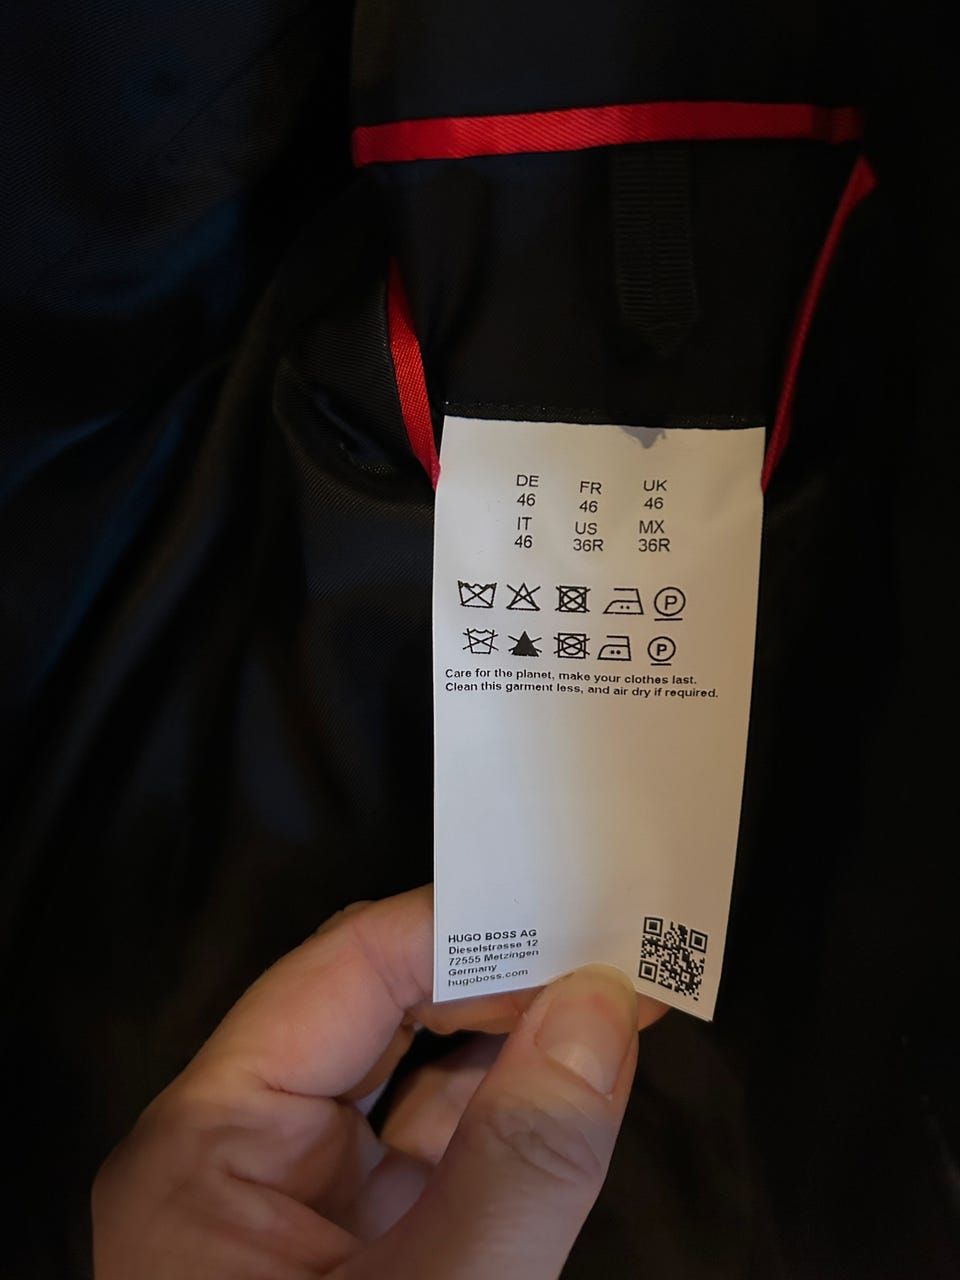 DE FR UK
46 46 46
IT US MX
46 36R 36R
P
P
Care for the planet, make your clothes last.
Clean this garment less, and air dry if required.
HUGO BOSS AG
Dieselstrasse 12
72555 Metzingen
Germany
hugoboss.com